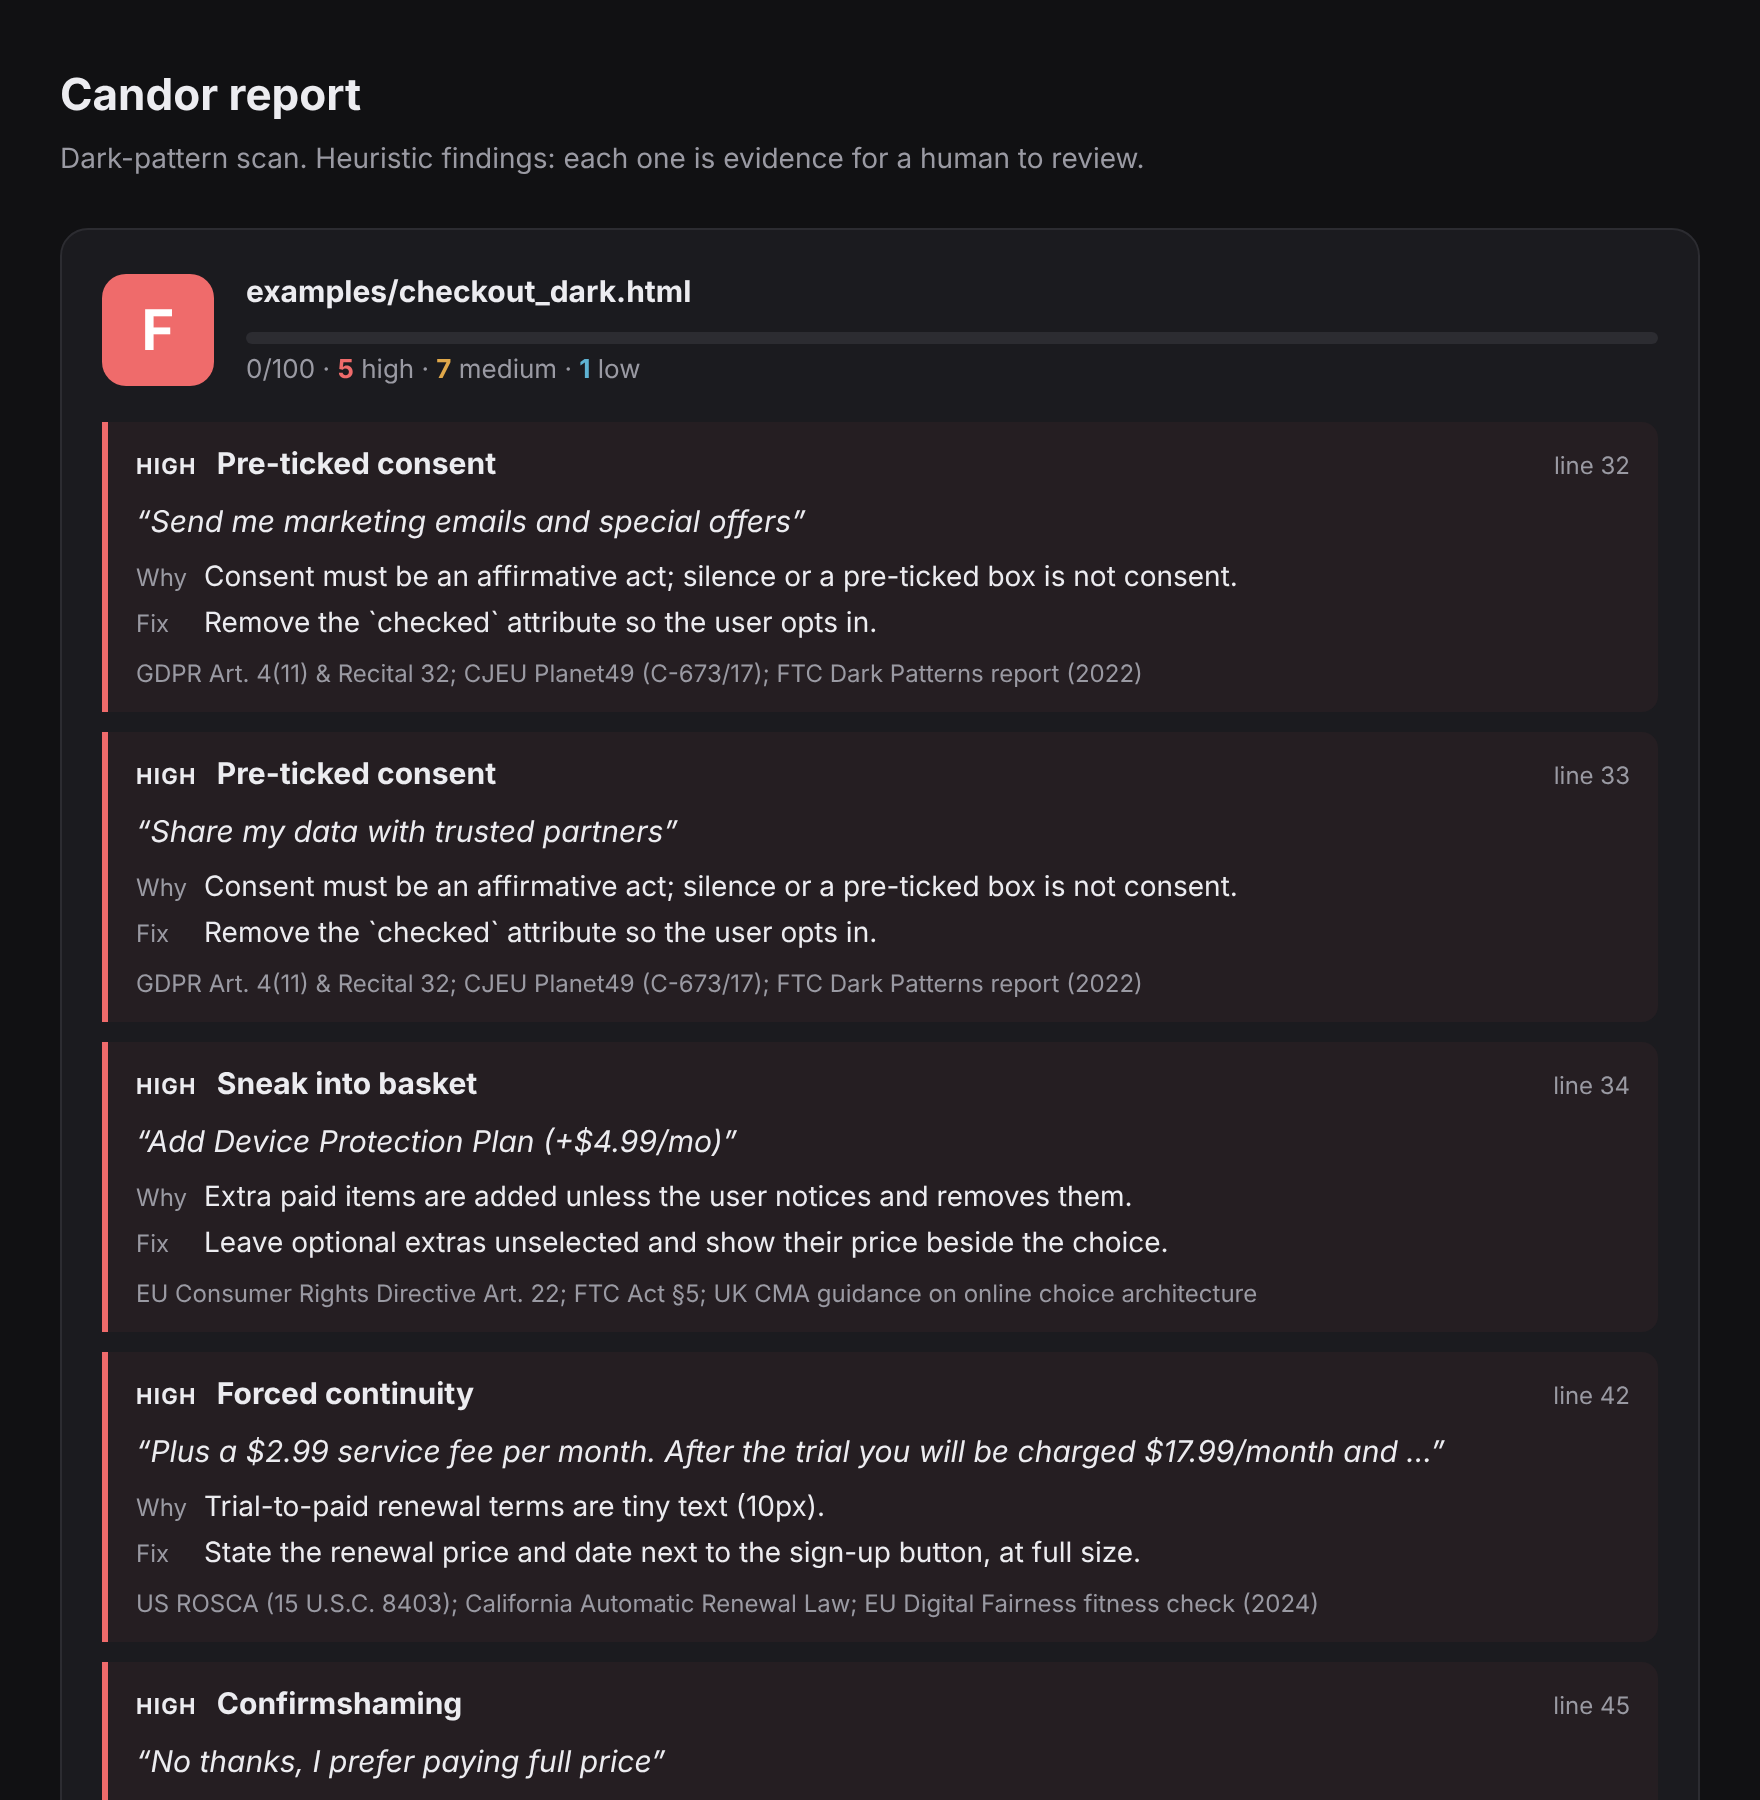 Candor report
Dark-pattern scan. Heuristic findings: each one is evidence for a human to review.
F
examples/checkout_dark.html
0/100 · 5 high · 7 medium · 1 low
HIGH Pre-ticked consent line 32
“Send me marketing emails and special offers”
Why Consent must be an affirmative act; silence or a pre-ticked box is not consent.
Fix Remove the `checked` attribute so the user opts in.
GDPR Art. 4(11) & Recital 32; CJEU Planet49 (C-673/17); FTC Dark Patterns report (2022)
HIGH Pre-ticked consent line 33
“Share my data with trusted partners”
Why Consent must be an affirmative act; silence or a pre-ticked box is not consent.
Fix Remove the `checked` attribute so the user opts in.
GDPR Art. 4(11) & Recital 32; CJEU Planet49 (C-673/17); FTC Dark Patterns report (2022)
HIGH Sneak into basket line 34
“Add Device Protection Plan (+$4.99/mo)”
Why Extra paid items are added unless the user notices and removes them.
Fix Leave optional extras unselected and show their price beside the choice.
EU Consumer Rights Directive Art. 22; FTC Act §5; UK CMA guidance on online choice architecture
HIGH Forced continuity line 42
“Plus a $2.99 service fee per month. After the trial you will be charged $17.99/month and …”
Why Trial-to-paid renewal terms are tiny text (10px).
Fix State the renewal price and date next to the sign-up button, at full size.
US ROSCA (15 U.S.C. 8403); California Automatic Renewal Law; EU Digital Fairness fitness check (2024)
HIGH Confirmshaming line 45
“No thanks, I prefer paying full price”